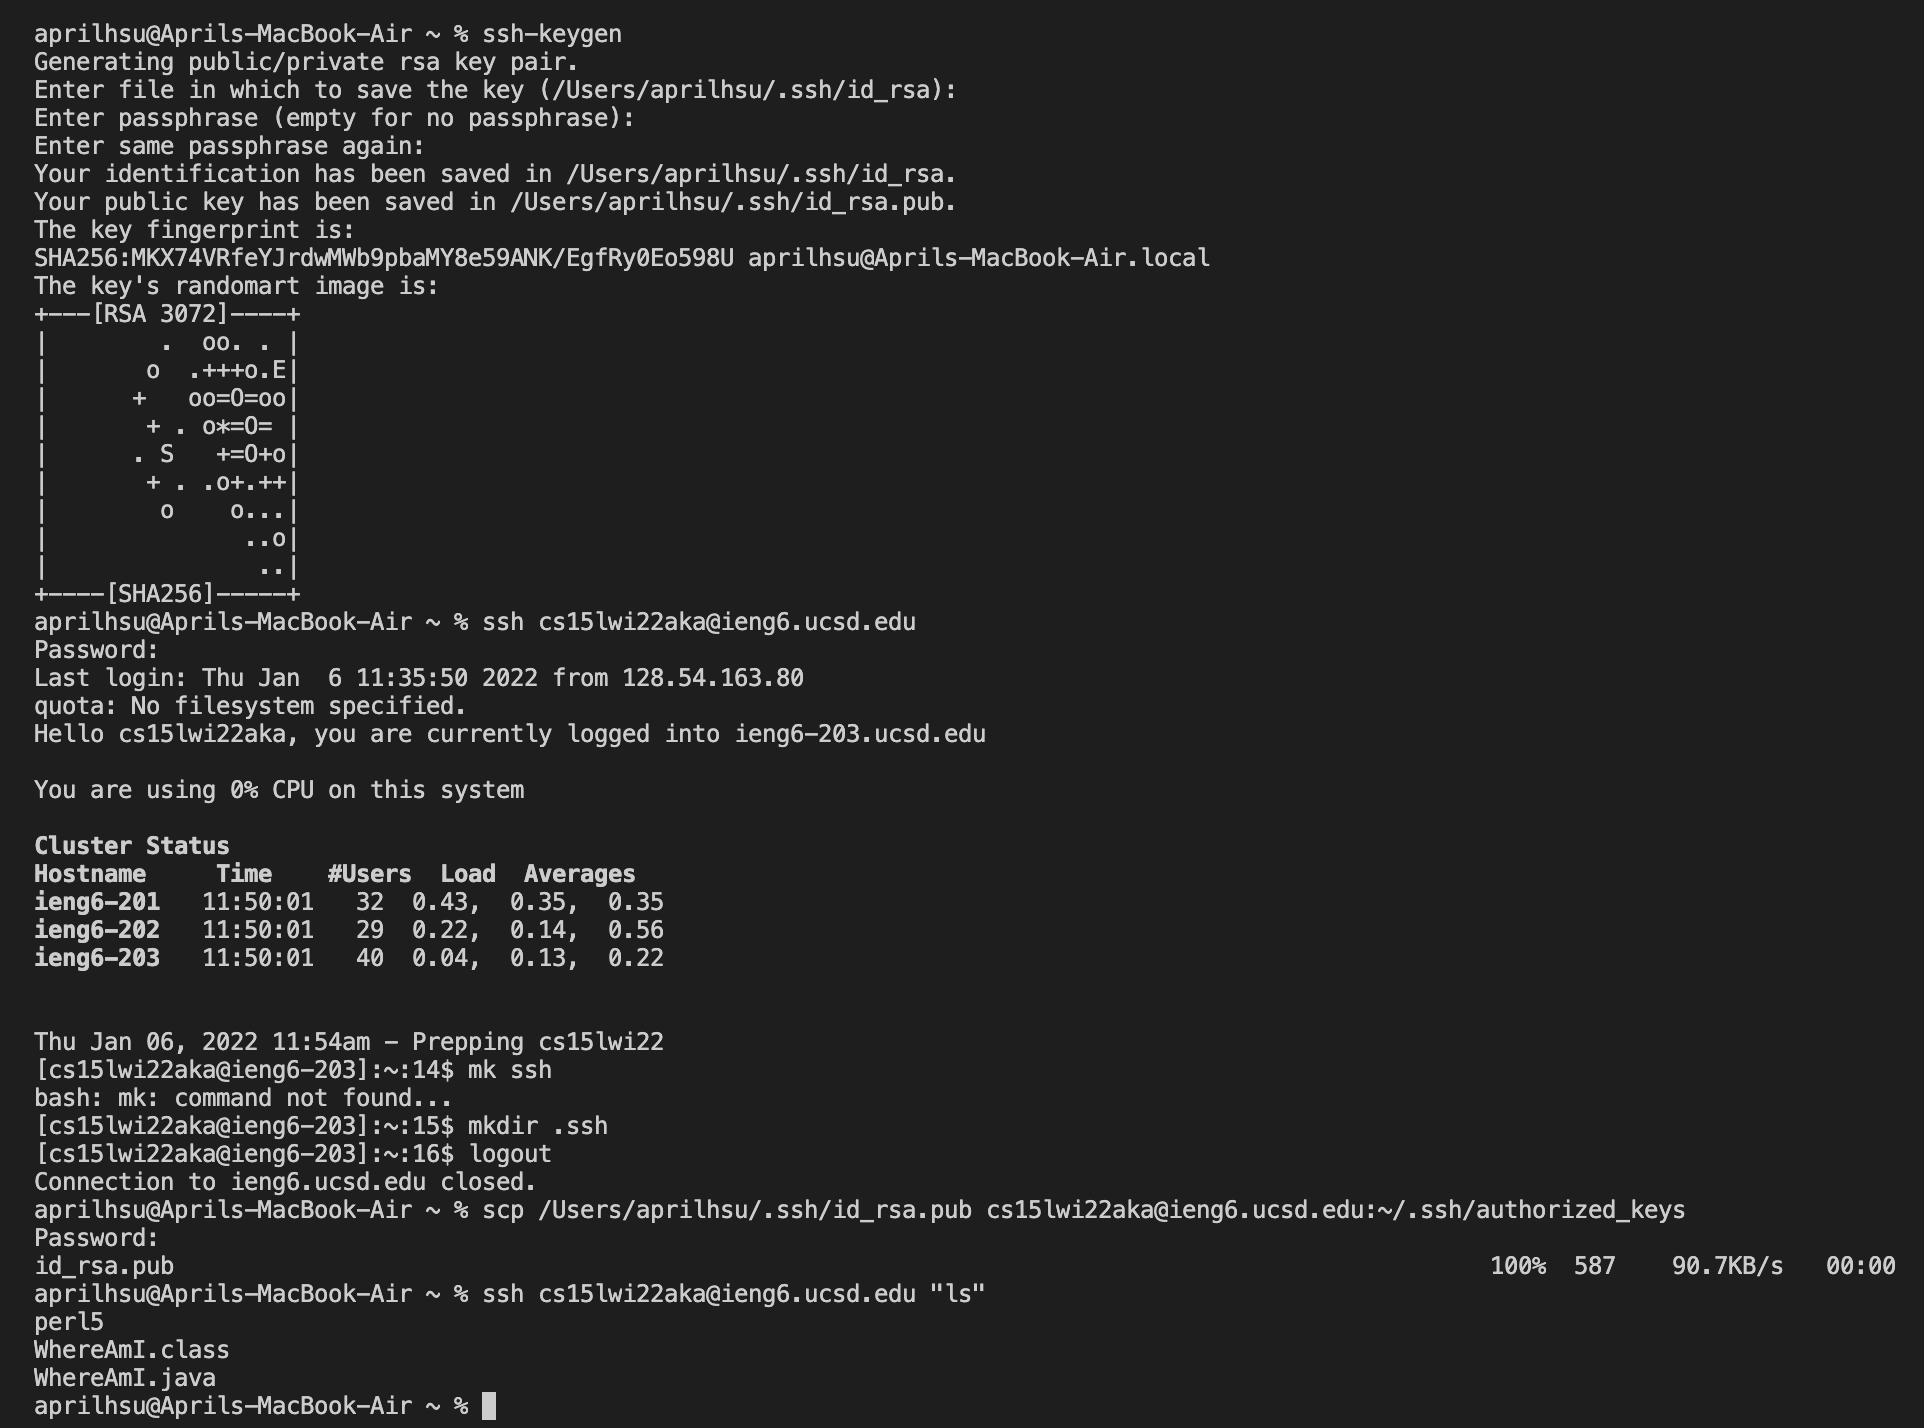 aprilhsu@Aprils-MacBook-Air ~ % ssh-keygen
Generating public/private rsa key pair.
Enter file in which to save the key (/Users/aprilhsu/.ssh/id_rsa):
Enter passphrase (empty for no passphrase):
Enter same passphrase again:
Your identification has been saved in /Users/aprilhsu/.ssh/id_rsa.
Your public key has been saved in /Users/aprilhsu/.ssh/id_rsa.pub.
The key fingerprint is:
SHA256:MKX74VRfeYJrdwMWb9pbaMY8e59ANK/EgfRy0Eo598U aprilhsu@Aprils-MacBook-Air.local
The key's randomart image is:
+---[RSA 3072]----+
|        .  oo. . |
|       o  .+++o.E|
|      +   oo=O=oo|
|       + . o*=O= |
|      . S   +=O+o|
|       + . .o+.++|
|        o    o...|
|              ..o|
|               ..|
+----[SHA256]-----+
aprilhsu@Aprils-MacBook-Air ~ % ssh cs15lwi22aka@ieng6.ucsd.edu
Password:
Last login: Thu Jan  6 11:35:50 2022 from 128.54.163.80
quota: No filesystem specified.
Hello cs15lwi22aka, you are currently logged into ieng6-203.ucsd.edu
You are using 0% CPU on this system
Cluster Status
Hostname     Time    #Users  Load  Averages
ieng6-201   11:50:01   32  0.43,  0.35,  0.35
ieng6-202   11:50:01   29  0.22,  0.14,  0.56
ieng6-203   11:50:01   40  0.04,  0.13,  0.22
Thu Jan 06, 2022 11:54am - Prepping cs15lwi22
[cs15lwi22aka@ieng6-203]:~:14$ mk ssh
bash: mk: command not found...
[cs15lwi22aka@ieng6-203]:~:15$ mkdir .ssh
[cs15lwi22aka@ieng6-203]:~:16$ logout
Connection to ieng6.ucsd.edu closed.
aprilhsu@Aprils-MacBook-Air ~ % scp /Users/aprilhsu/.ssh/id_rsa.pub cs15lwi22aka@ieng6.ucsd.edu:~/.ssh/authorized_keys
Password:
id_rsa.pub 100%  587    90.7KB/s   00:00
aprilhsu@Aprils-MacBook-Air ~ % ssh cs15lwi22aka@ieng6.ucsd.edu "ls"
perl5
WhereAmI.class
WhereAmI.java
aprilhsu@Aprils-MacBook-Air ~ %